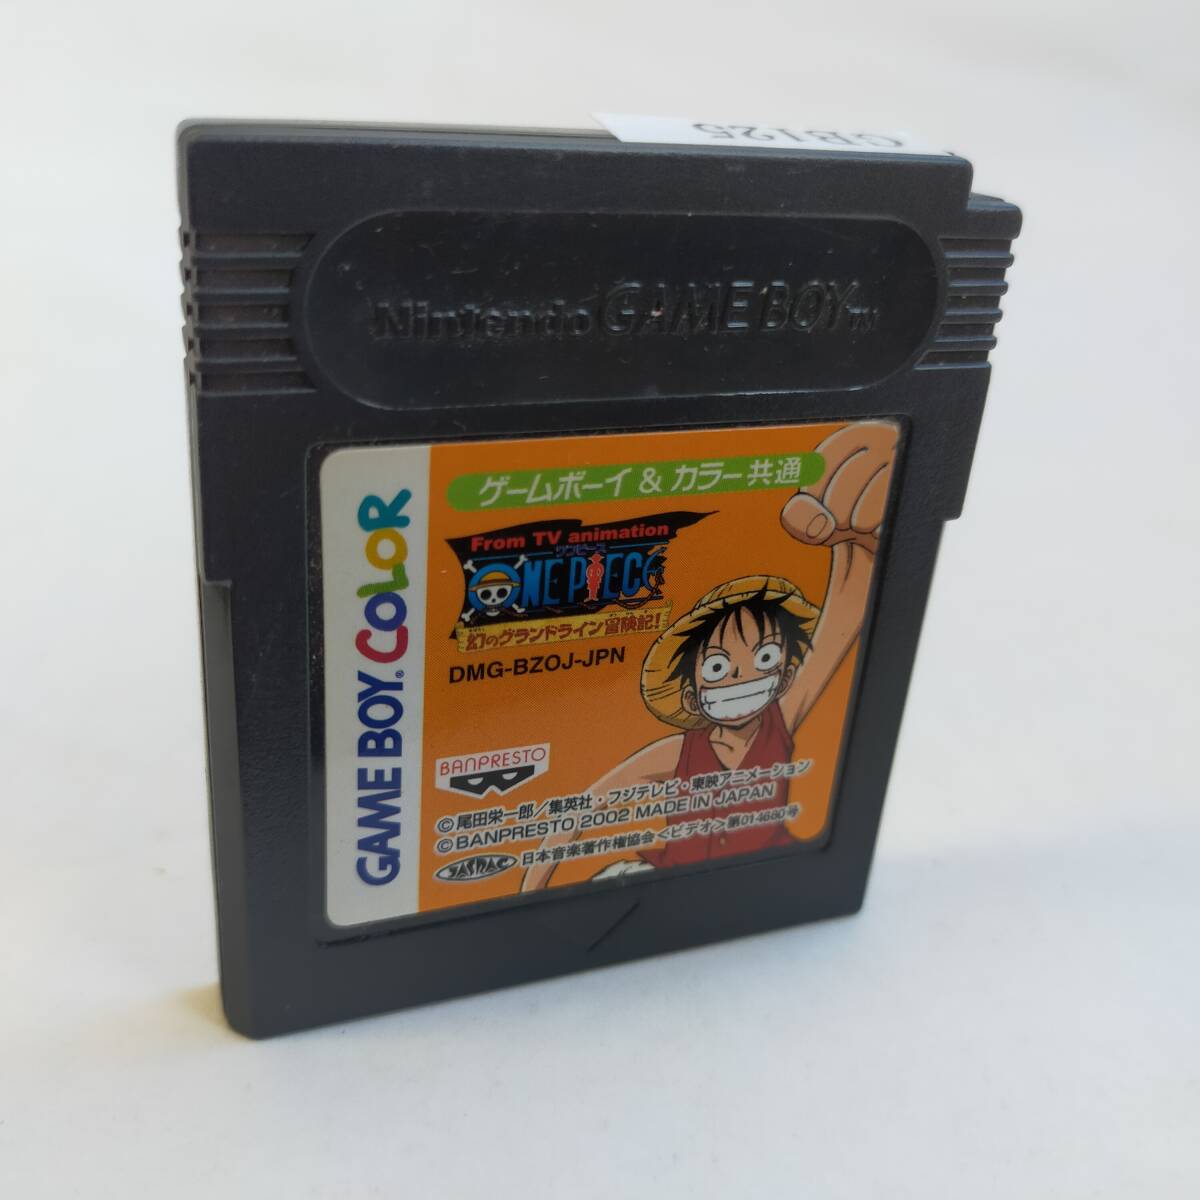 GB125
Nintendo GAME BOY TM
GAME BOY COLOR
ゲームボーイ & カラー共通
From TV animation
ワンピース
ONE PIECE
幻のグランドライン冒険記!
DMG-BZOJ-JPN
BANPRESTO
©尾田栄一郎/集英社・フジテレビ・東映アニメーション
©BANPRESTO 2002 MADE IN JAPAN
JASRAC 日本音楽著作権協会<ビデオ>第014680号